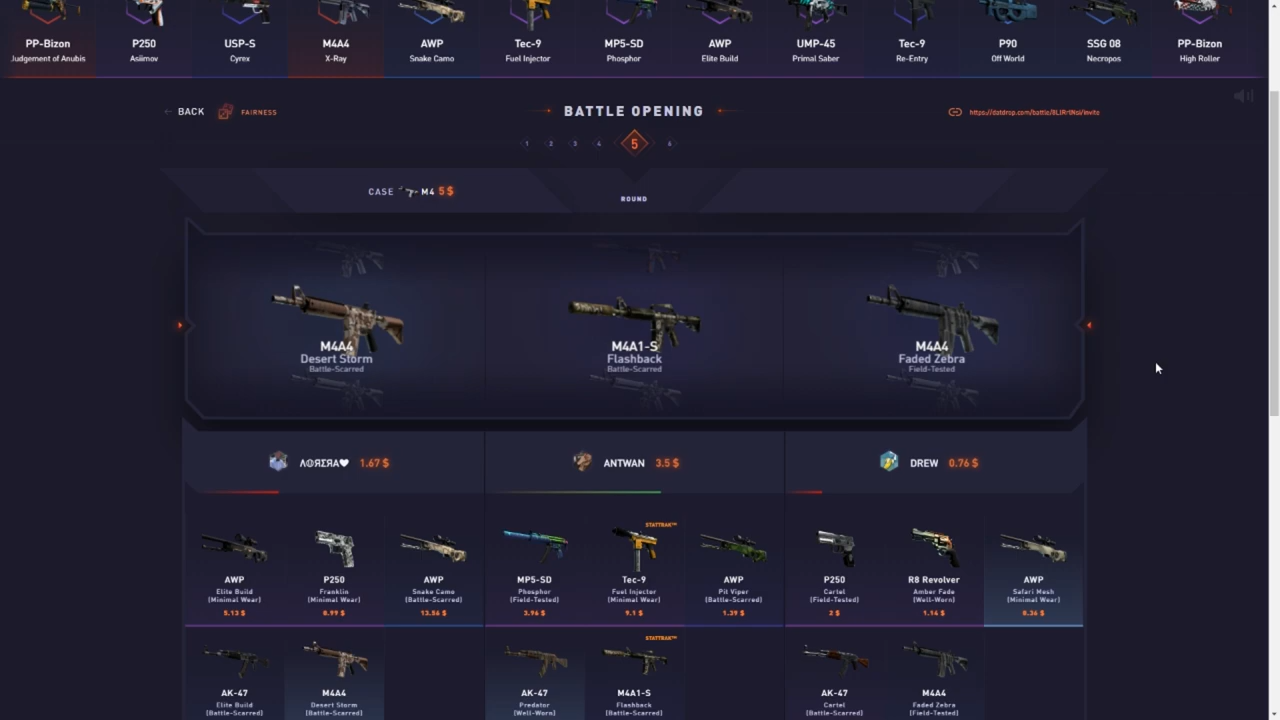 PP-Bizon
Judgement of Anubis
P250
Asiimov
USP-S
Cyrex
M4A4
X-Ray
AWP
Snake Camo
Tec-9
Fuel Injector
MP5-SD
Phosphor
AWP
Elite Build
UMP-45
Primal Saber
Tec-9
Re-Entry
P90
Off World
SSG 08
Necropos
PP-Bizon
High Roller
← BACK
FAIRNESS
BATTLE OPENING
1 2 3 4 5 6
CASE M4 5 $
ROUND
M4A4
Desert Storm
Battle-Scarred
M4A1-S
Flashback
Battle-Scarred
M4A4
Faded Zebra
Field-Tested
1.67 $
ANTWAN 3.5 $
DREW 0.76 $
AWP
Elite Build
(Minimal Wear)
5.13 $
P250
Franklin
(Minimal Wear)
8.99 $
AWP
Snake Camo
(Battle-Scarred)
13.56 $
MP5-SD
Phosphor
(Field-Tested)
3.96 $
STATTRAK™
Tec-9
Fuel Injector
(Minimal Wear)
9.1 $
AWP
Pit Viper
(Battle-Scarred)
1.39 $
P250
Cartel
(Field-Tested)
2 $
R8 Revolver
Amber Fade
(Well-Worn)
1.14 $
AWP
Safari Mesh
(Minimal Wear)
0.36 $
AK-47
Elite Build
(Battle-Scarred)
M4A4
Desert Storm
(Battle-Scarred)
AK-47
Predator
(Well-Worn)
STATTRAK™
M4A1-S
Flashback
(Battle-Scarred)
AK-47
Cartel
(Battle-Scarred)
M4A4
Faded Zebra
(Field-Tested)